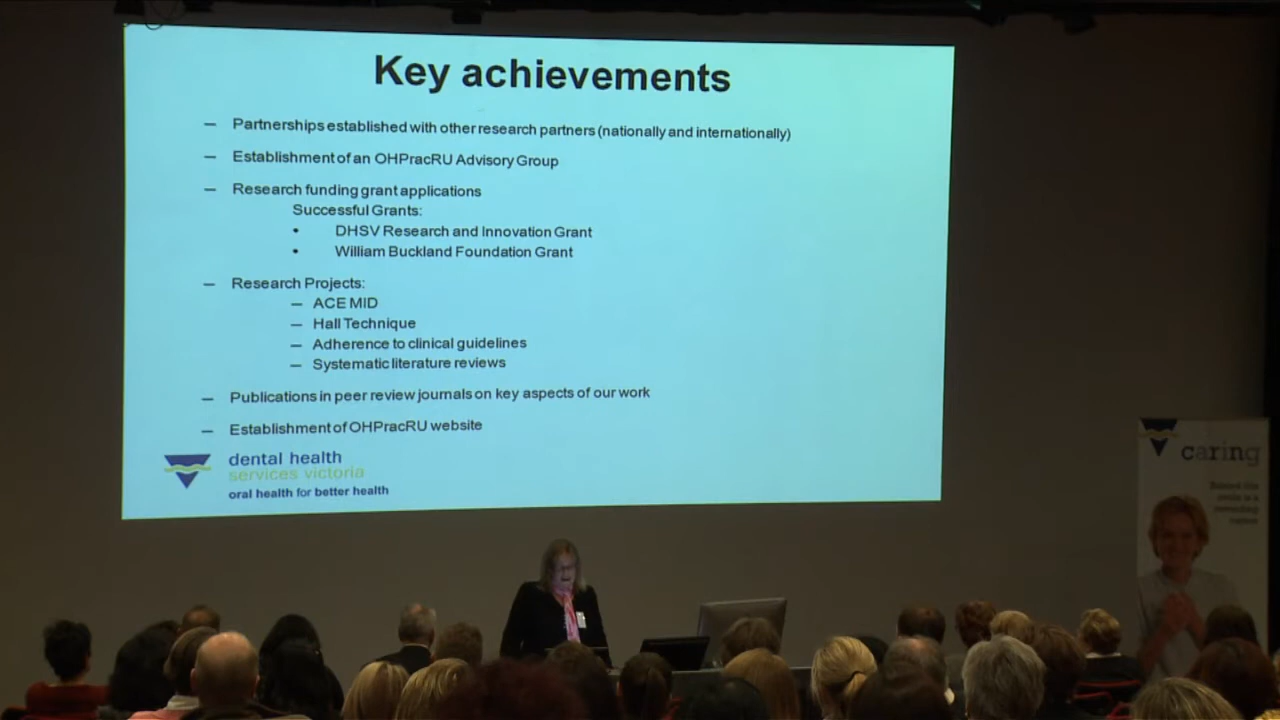 Key achievements
– Partnerships established with other research partners (nationally and internationally)
– Establishment of an OHPracRU Advisory Group
– Research funding grant applications
Successful Grants:
• DHSV Research and Innovation Grant
• William Buckland Foundation Grant
– Research Projects:
– ACE MID
– Hall Technique
– Adherence to clinical guidelines
– Systematic literature reviews
– Publications in peer review journals on key aspects of our work
– Establishment of OHPracRU website
dental health
services victoria
oral health for better health
caring